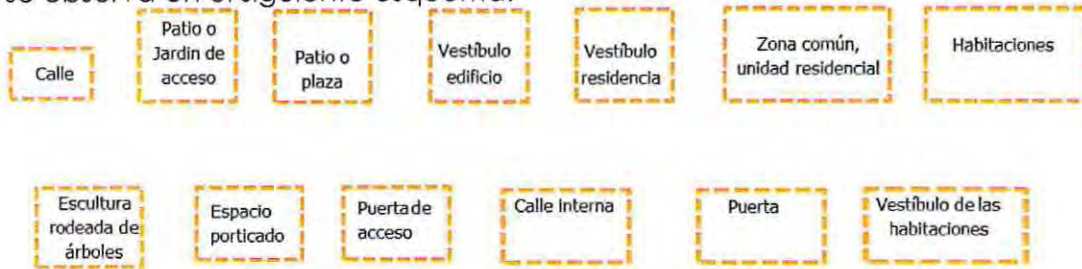 Calle
Patio o
Jardin de
acceso
Patio o
plaza
Vestíbulo
edificio
Vestíbulo
residencia
Zona común,
unidad residencial
Habitaciones
Escultura
rodeada de
árboles
Espacio
porticado
Puerta de
acceso
Calle Interna
Puerta
Vestíbulo de las
habitaciones